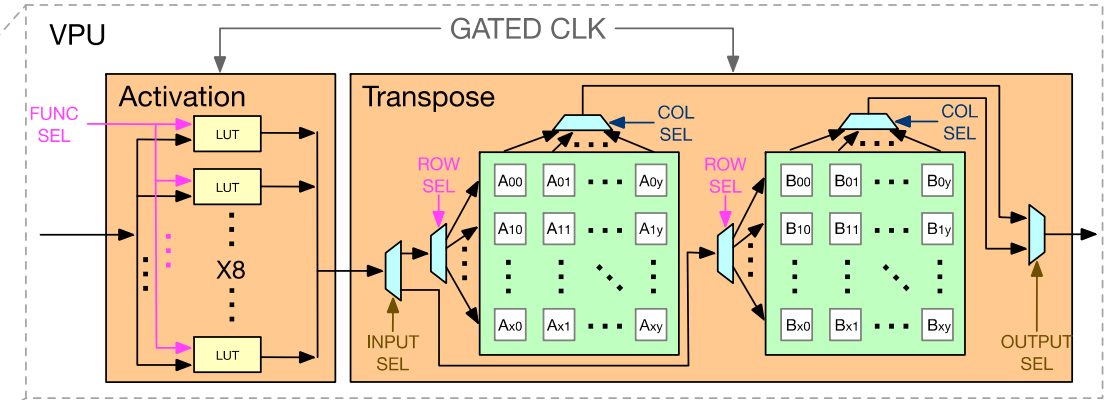 VPU
GATED CLK
Activation
Transpose
FUNC
SEL
LUT
LUT
X8
LUT
INPUT
SEL
ROW
SEL
COL
SEL
A00 A01 A0y
A10 A11 A1y
Ax0 Ax1 Axy
ROW
SEL
COL
SEL
B00 B01 B0y
B10 B11 B1y
Bx0 Bx1 Bxy
OUTPUT
SEL